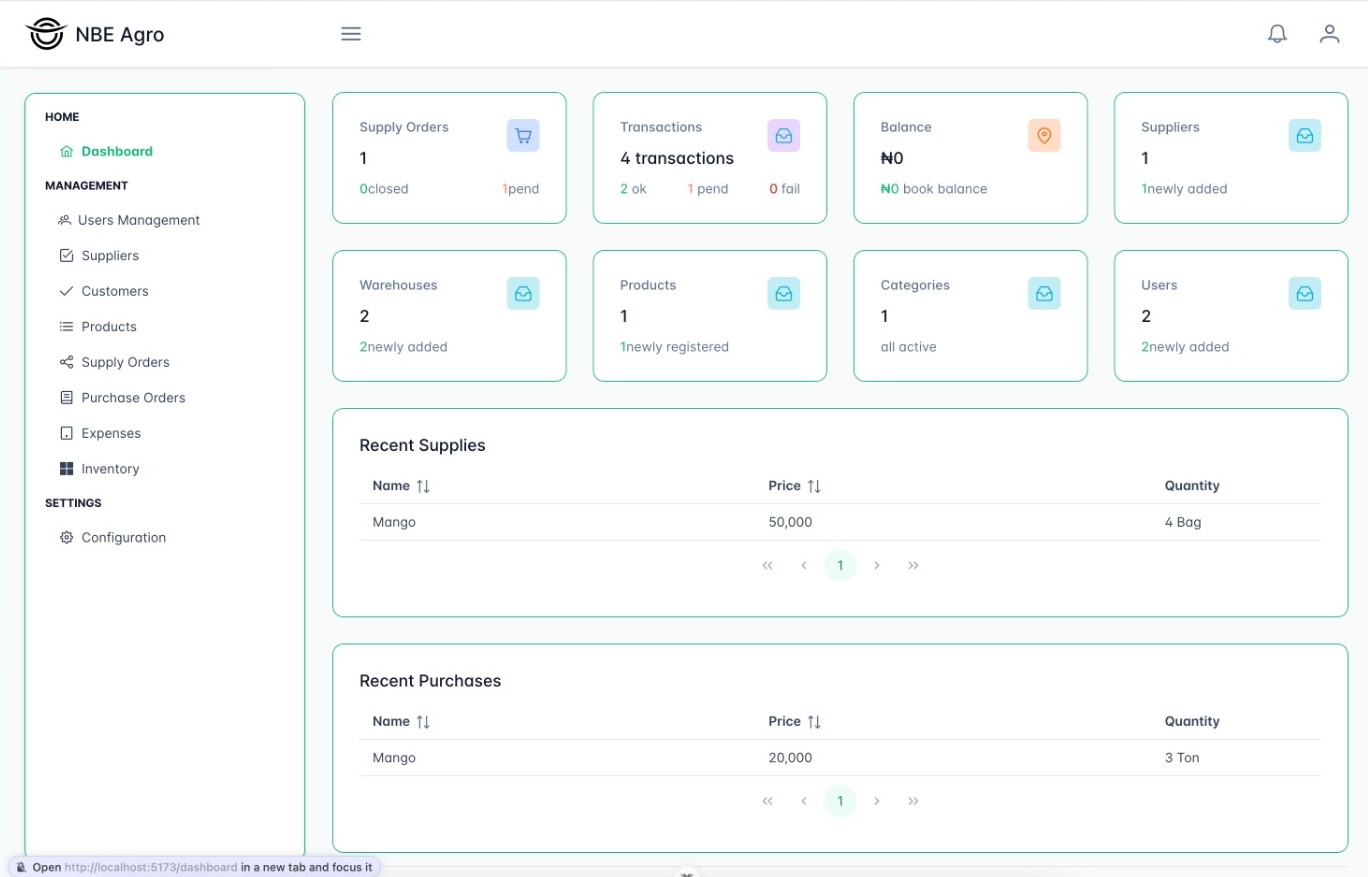 NBE Agro
HOME
Dashboard
MANAGEMENT
Users Management
Suppliers
Customers
Products
Supply Orders
Purchase Orders
Expenses
Inventory
SETTINGS
Configuration
Supply Orders
1
0closed 1pend
Transactions
4 transactions
2 ok 1 pend 0 fail
Balance
₦0
₦0 book balance
Suppliers
1
1newly added
Warehouses
2
2newly added
Products
1
1newly registered
Categories
1
all active
Users
2
2newly added
Recent Supplies
Name Price Quantity
Mango 50,000 4 Bag
1
Recent Purchases
Name Price Quantity
Mango 20,000 3 Ton
1
Open http://localhost:5173/dashboard in a new tab and focus it